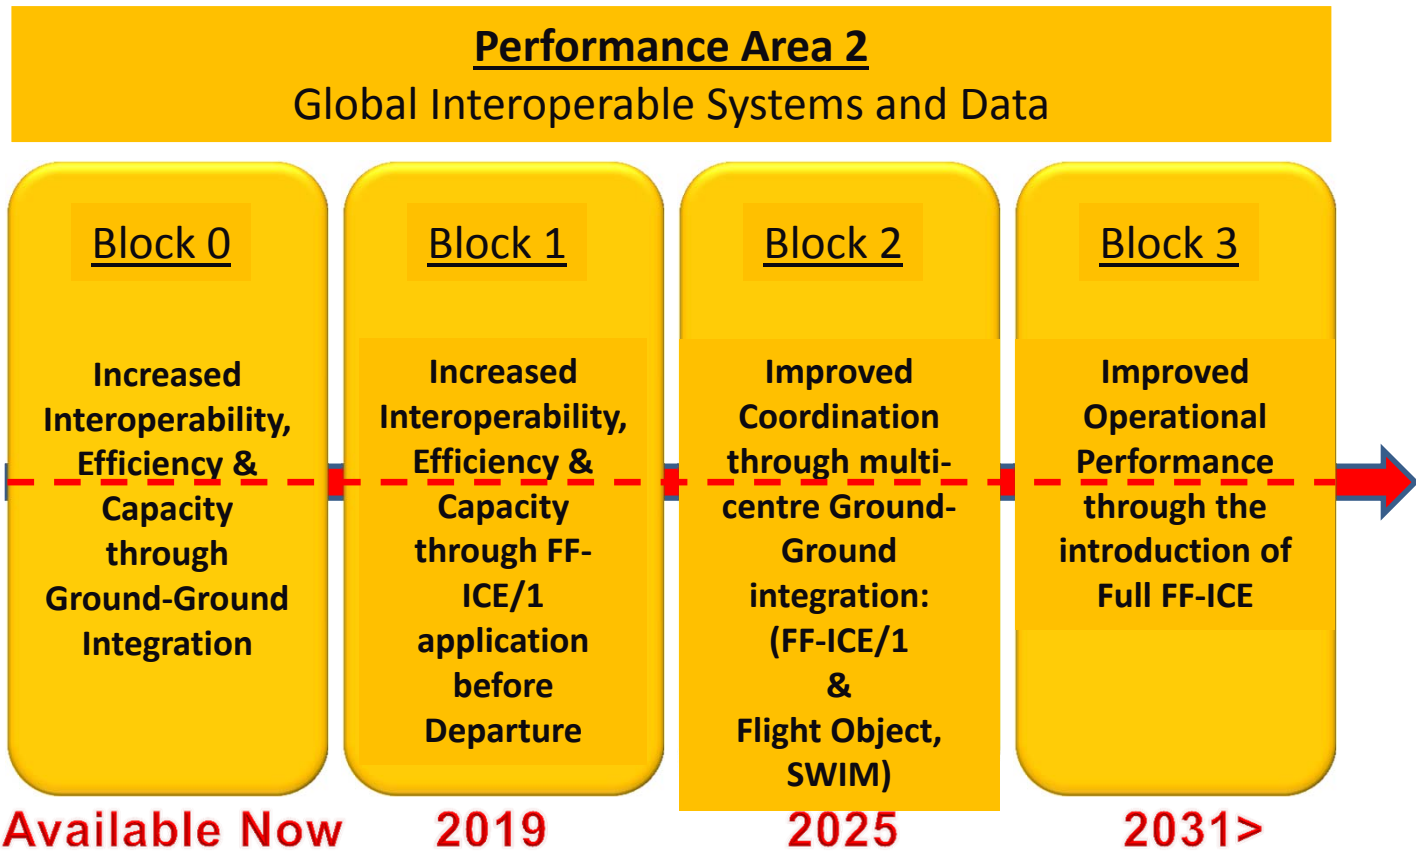 Performance Area 2
Global Interoperable Systems and Data
Block 0
Increased
Interoperability,
Efficiency &
Capacity
through
Ground-Ground
Integration
Available Now
Block 1
Increased
Interoperability,
Efficiency &
Capacity
through FF-
ICE/1
application
before
Departure
2019
Block 2
Improved
Coordination
through multi-
centre Ground-
Ground
integration:
(FF-ICE/1
&
Flight Object,
SWIM)
2025
Block 3
Improved
Operational
Performance
through the
introduction of
Full FF-ICE
2031>